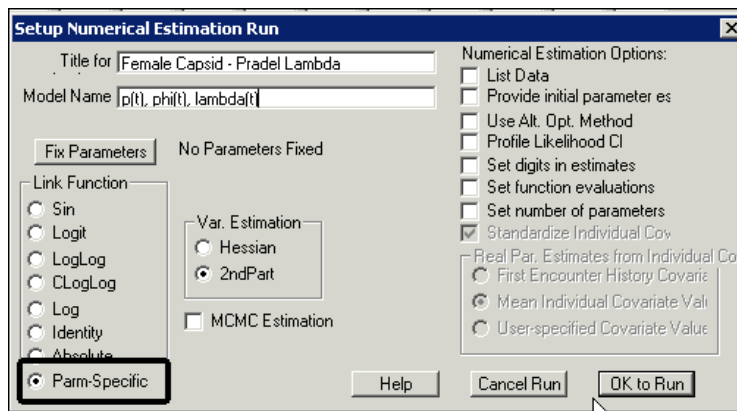 Setup Numerical Estimation Run
Title for Female Capsid - Pradel Lambda
Model Name p(t), phi(t), lambda(t)
Fix Parameters No Parameters Fixed
Link Function
Sin
Logit
LogLog
CLogLog
Log
Identity
Absolute
Parm-Specific
Var. Estimation
Hessian
2ndPart
MCMC Estimation
Numerical Estimation Options:
List Data
Provide initial parameter es
Use Alt. Opt. Method
Profile Likelihood CI
Set digits in estimates
Set function evaluations
Set number of parameters
Standardize Individual Cov
Real Par. Estimates from Individual Co
First Encounter History Covaria
Mean Individual Covariate Valu
User-specified Covariate Value
Help Cancel Run OK to Run